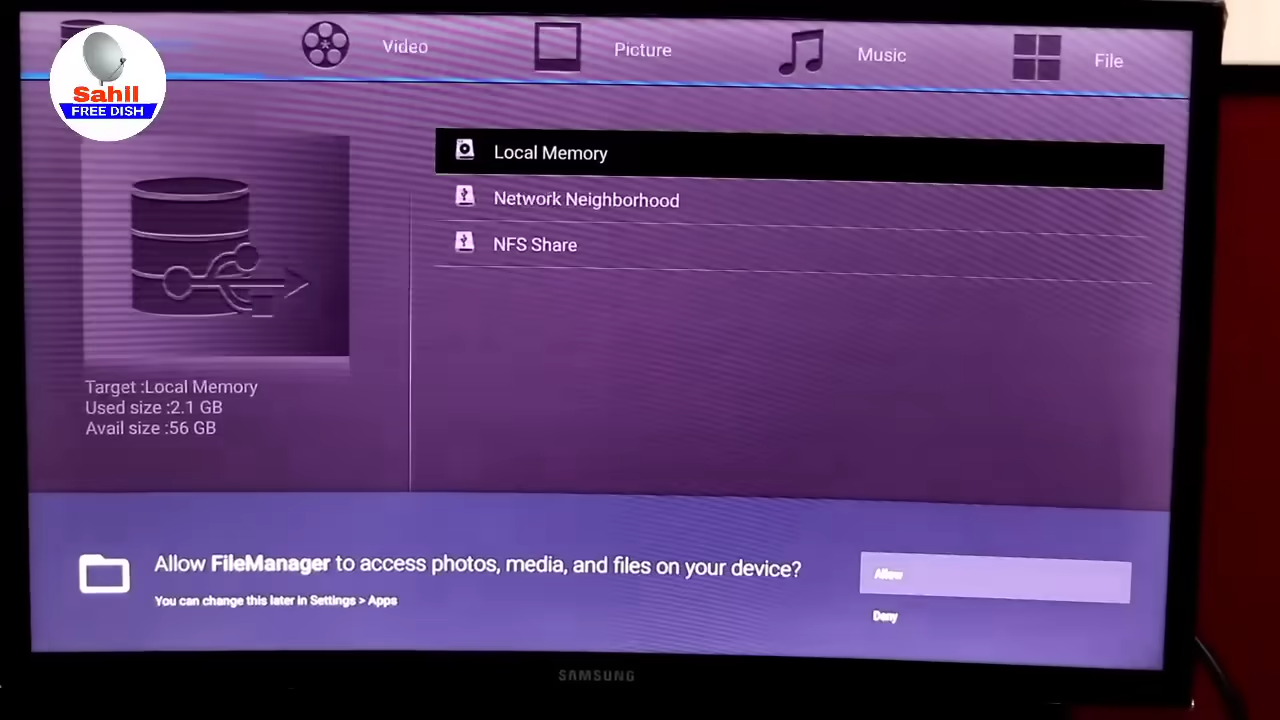 Sahil
FREE DISH
Video
Picture
Music
File
Local Memory
Network Neighborhood
NFS Share
Target :Local Memory
Used size :2.1 GB
Avail size :56 GB
Allow FileManager to access photos, media, and files on your device?
You can change this later in Settings > Apps
Allow
Deny
SAMSUNG